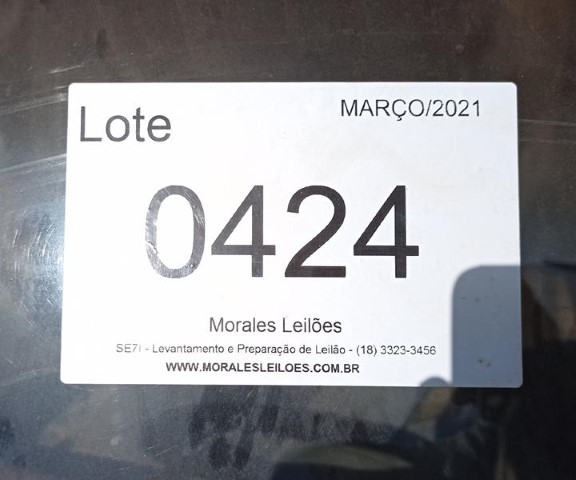 Lote
MARÇO/2021
0424
Morales Leilões
SE7I - Levantamento e Preparação de Leilão - (18) 3323-3456
WWW.MORALESLEILOES.COM.BR